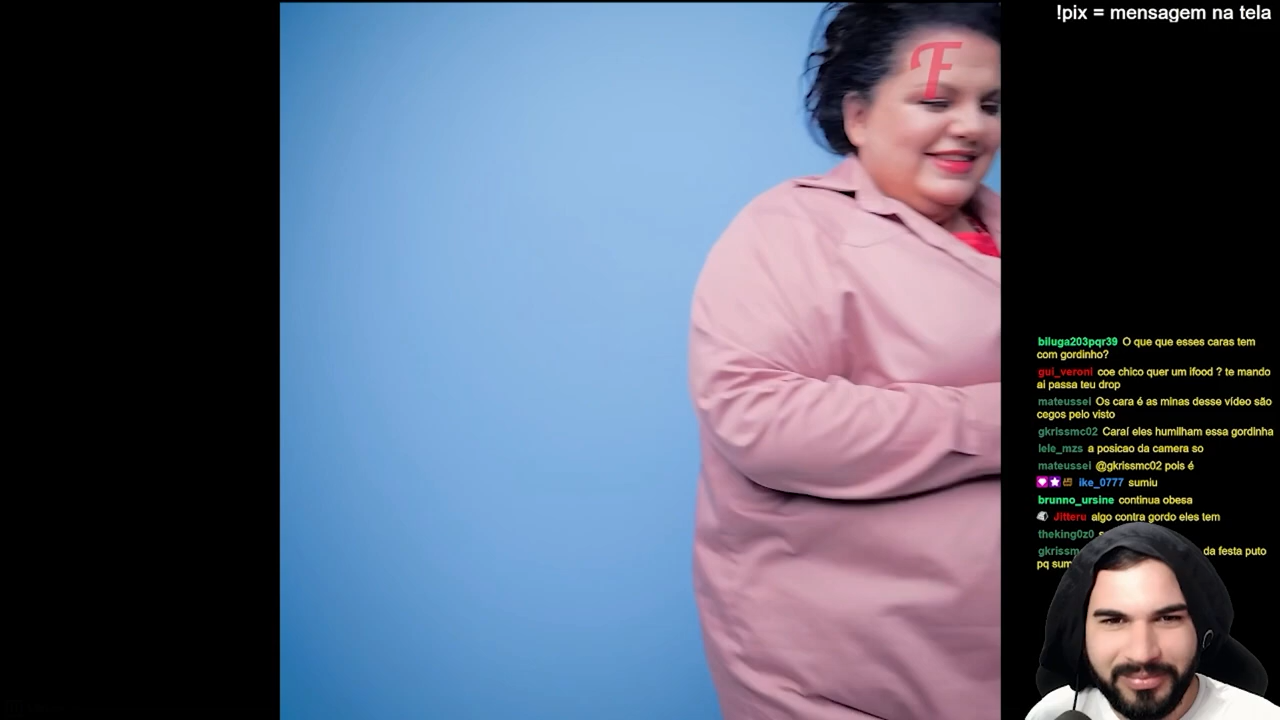 !pix = mensagem na tela
F
biluga203pqr39 O que que esses caras tem
com gordinho?
gui_veroni coe chico quer um ifood ? te mando
ai passa teu drop
mateussei Os cara é as minas desse vídeo são
cegos pelo visto
gkrissmc02 Caraí eles humilham essa gordinha
lele_mzs a posicao da camera so
mateussei @gkrissmc02 pois é
ike_0777 sumiu
brunno_ursine continua obesa
Jitteru algo contra gordo eles tem
theking0z0
gkrissm da festa puto
pq sum